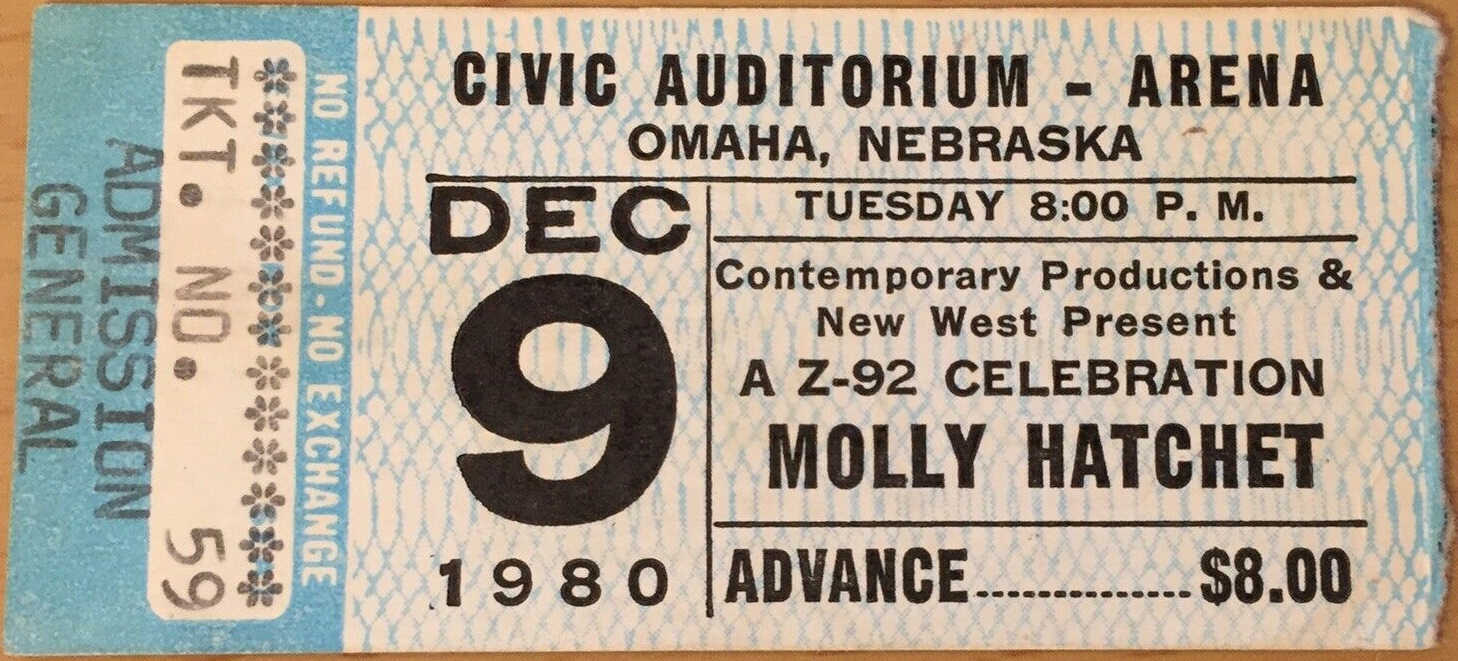 GENERAL
ADMISSION
TKT. NO. 59
NO REFUND - NO EXCHANGE
CIVIC AUDITORIUM - ARENA
OMAHA, NEBRASKA
DEC
9
1980
TUESDAY 8:00 P. M.
Contemporary Productions &
New West Present
A Z-92 CELEBRATION
MOLLY HATCHET
ADVANCE..............$8.00